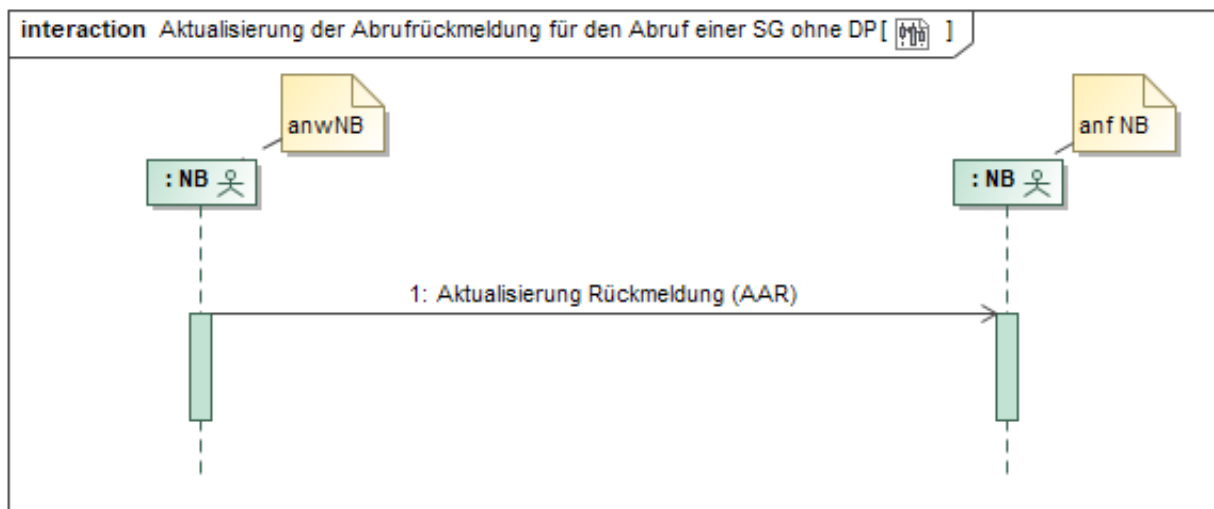 interaction Aktualisierung der Abrufrückmeldung für den Abruf einer SG ohne DP[ ]
anwNB
anf NB
: NB
: NB
1: Aktualisierung Rückmeldung (AAR)